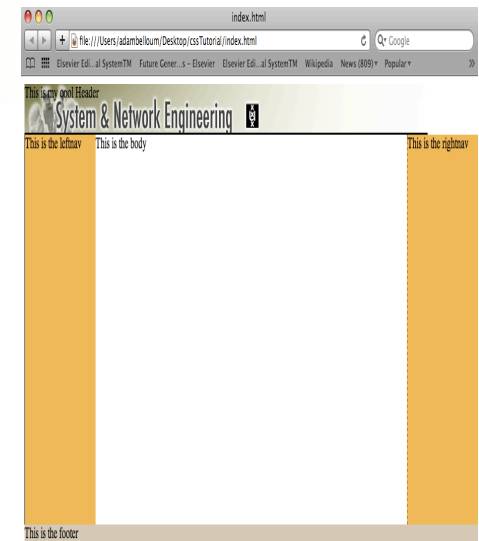 index.html
file:///Users/adambelloum/Desktop/cssTutorial/index.html
Google
Elsevier Edi...al SystemTM Future Gener...s – Elsevier Elsevier Edi...al SystemTM Wikipedia News (809) Popular
This is my cool Header
System & Network Engineering
This is the leftnav
This is the body
This is the rightnav
This is the footer